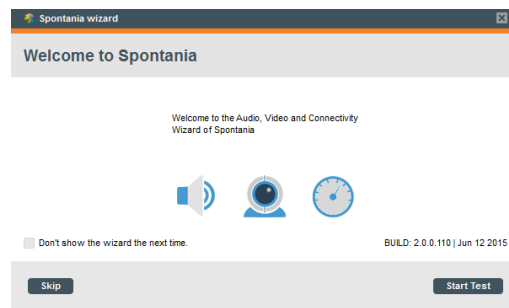 Spontania wizard
Welcome to Spontania
Welcome to the Audio, Video and Connectivity
Wizard of Spontania
Don't show the wizard the next time.
BUILD: 2.0.0.110 | Jun 12 2015
Skip
Start Test